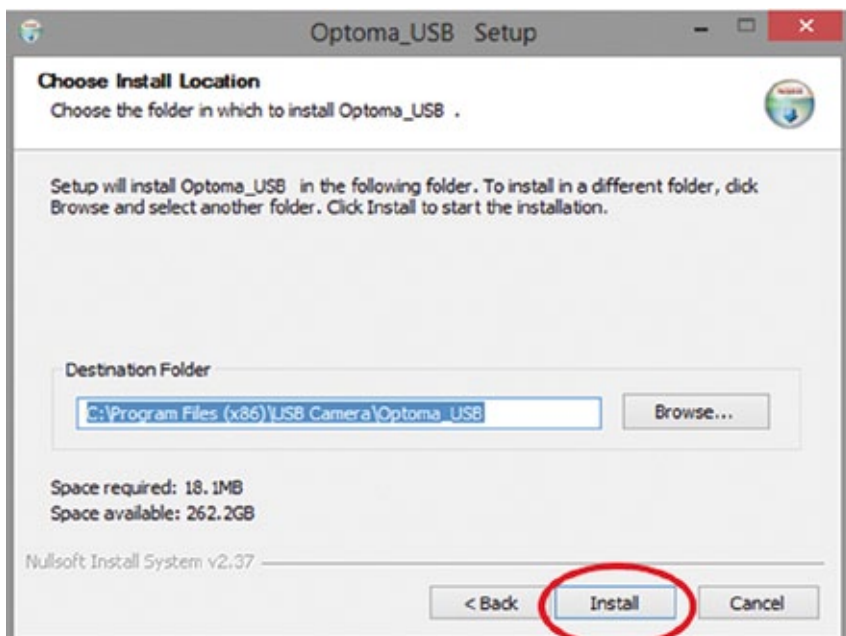 Optoma_USB Setup
Choose Install Location
Choose the folder in which to install Optoma_USB .
Setup will install Optoma_USB in the following folder. To install in a different folder, click
Browse and select another folder. Click Install to start the installation.
Destination Folder
C:\Program Files (x86)\USB Camera\Optoma_USB
Browse...
Space required: 18.1MB
Space available: 262.2GB
Nullsoft Install System v2.37
< Back Install Cancel